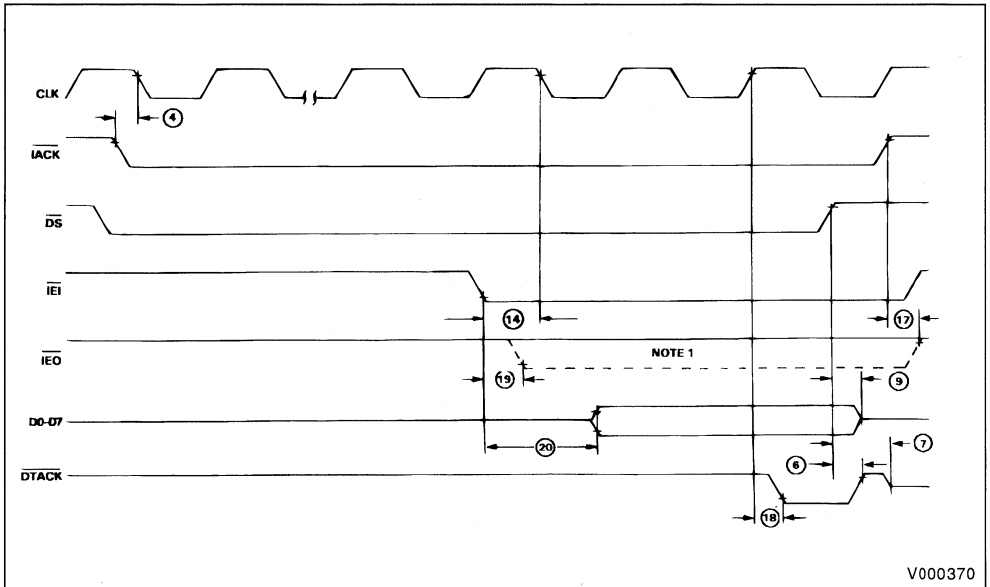 CLK
4
IACK
DS
IEI
14
17
IEO
NOTE 1
19
9
D0–D7
20
7
6
DTACK
18
V000370